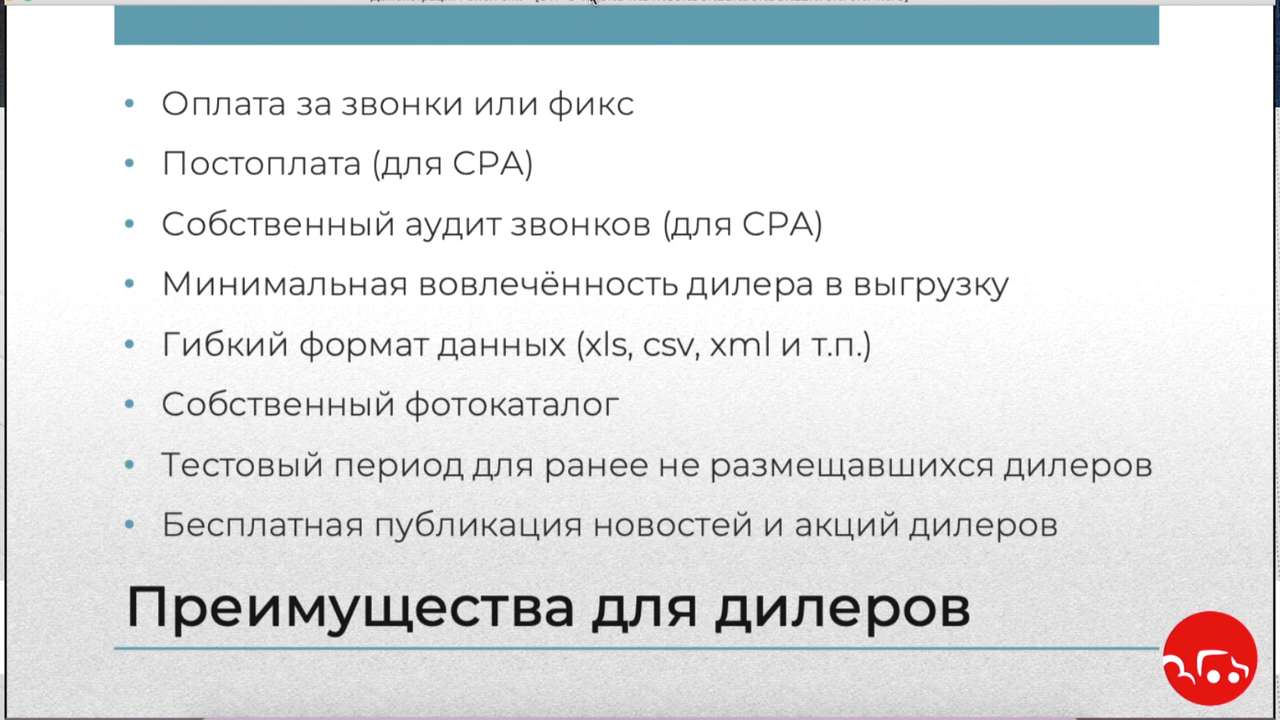 • Оплата за звонки или фикс
• Постоплата (для CPA)
• Собственный аудит звонков (для CPA)
• Минимальная вовлечённость дилера в выгрузку
• Гибкий формат данных (xls, csv, xml и т.п.)
• Собственный фотокаталог
• Тестовый период для ранее не размещавшихся дилеров
• Бесплатная публикация новостей и акций дилеров
Преимущества для дилеров